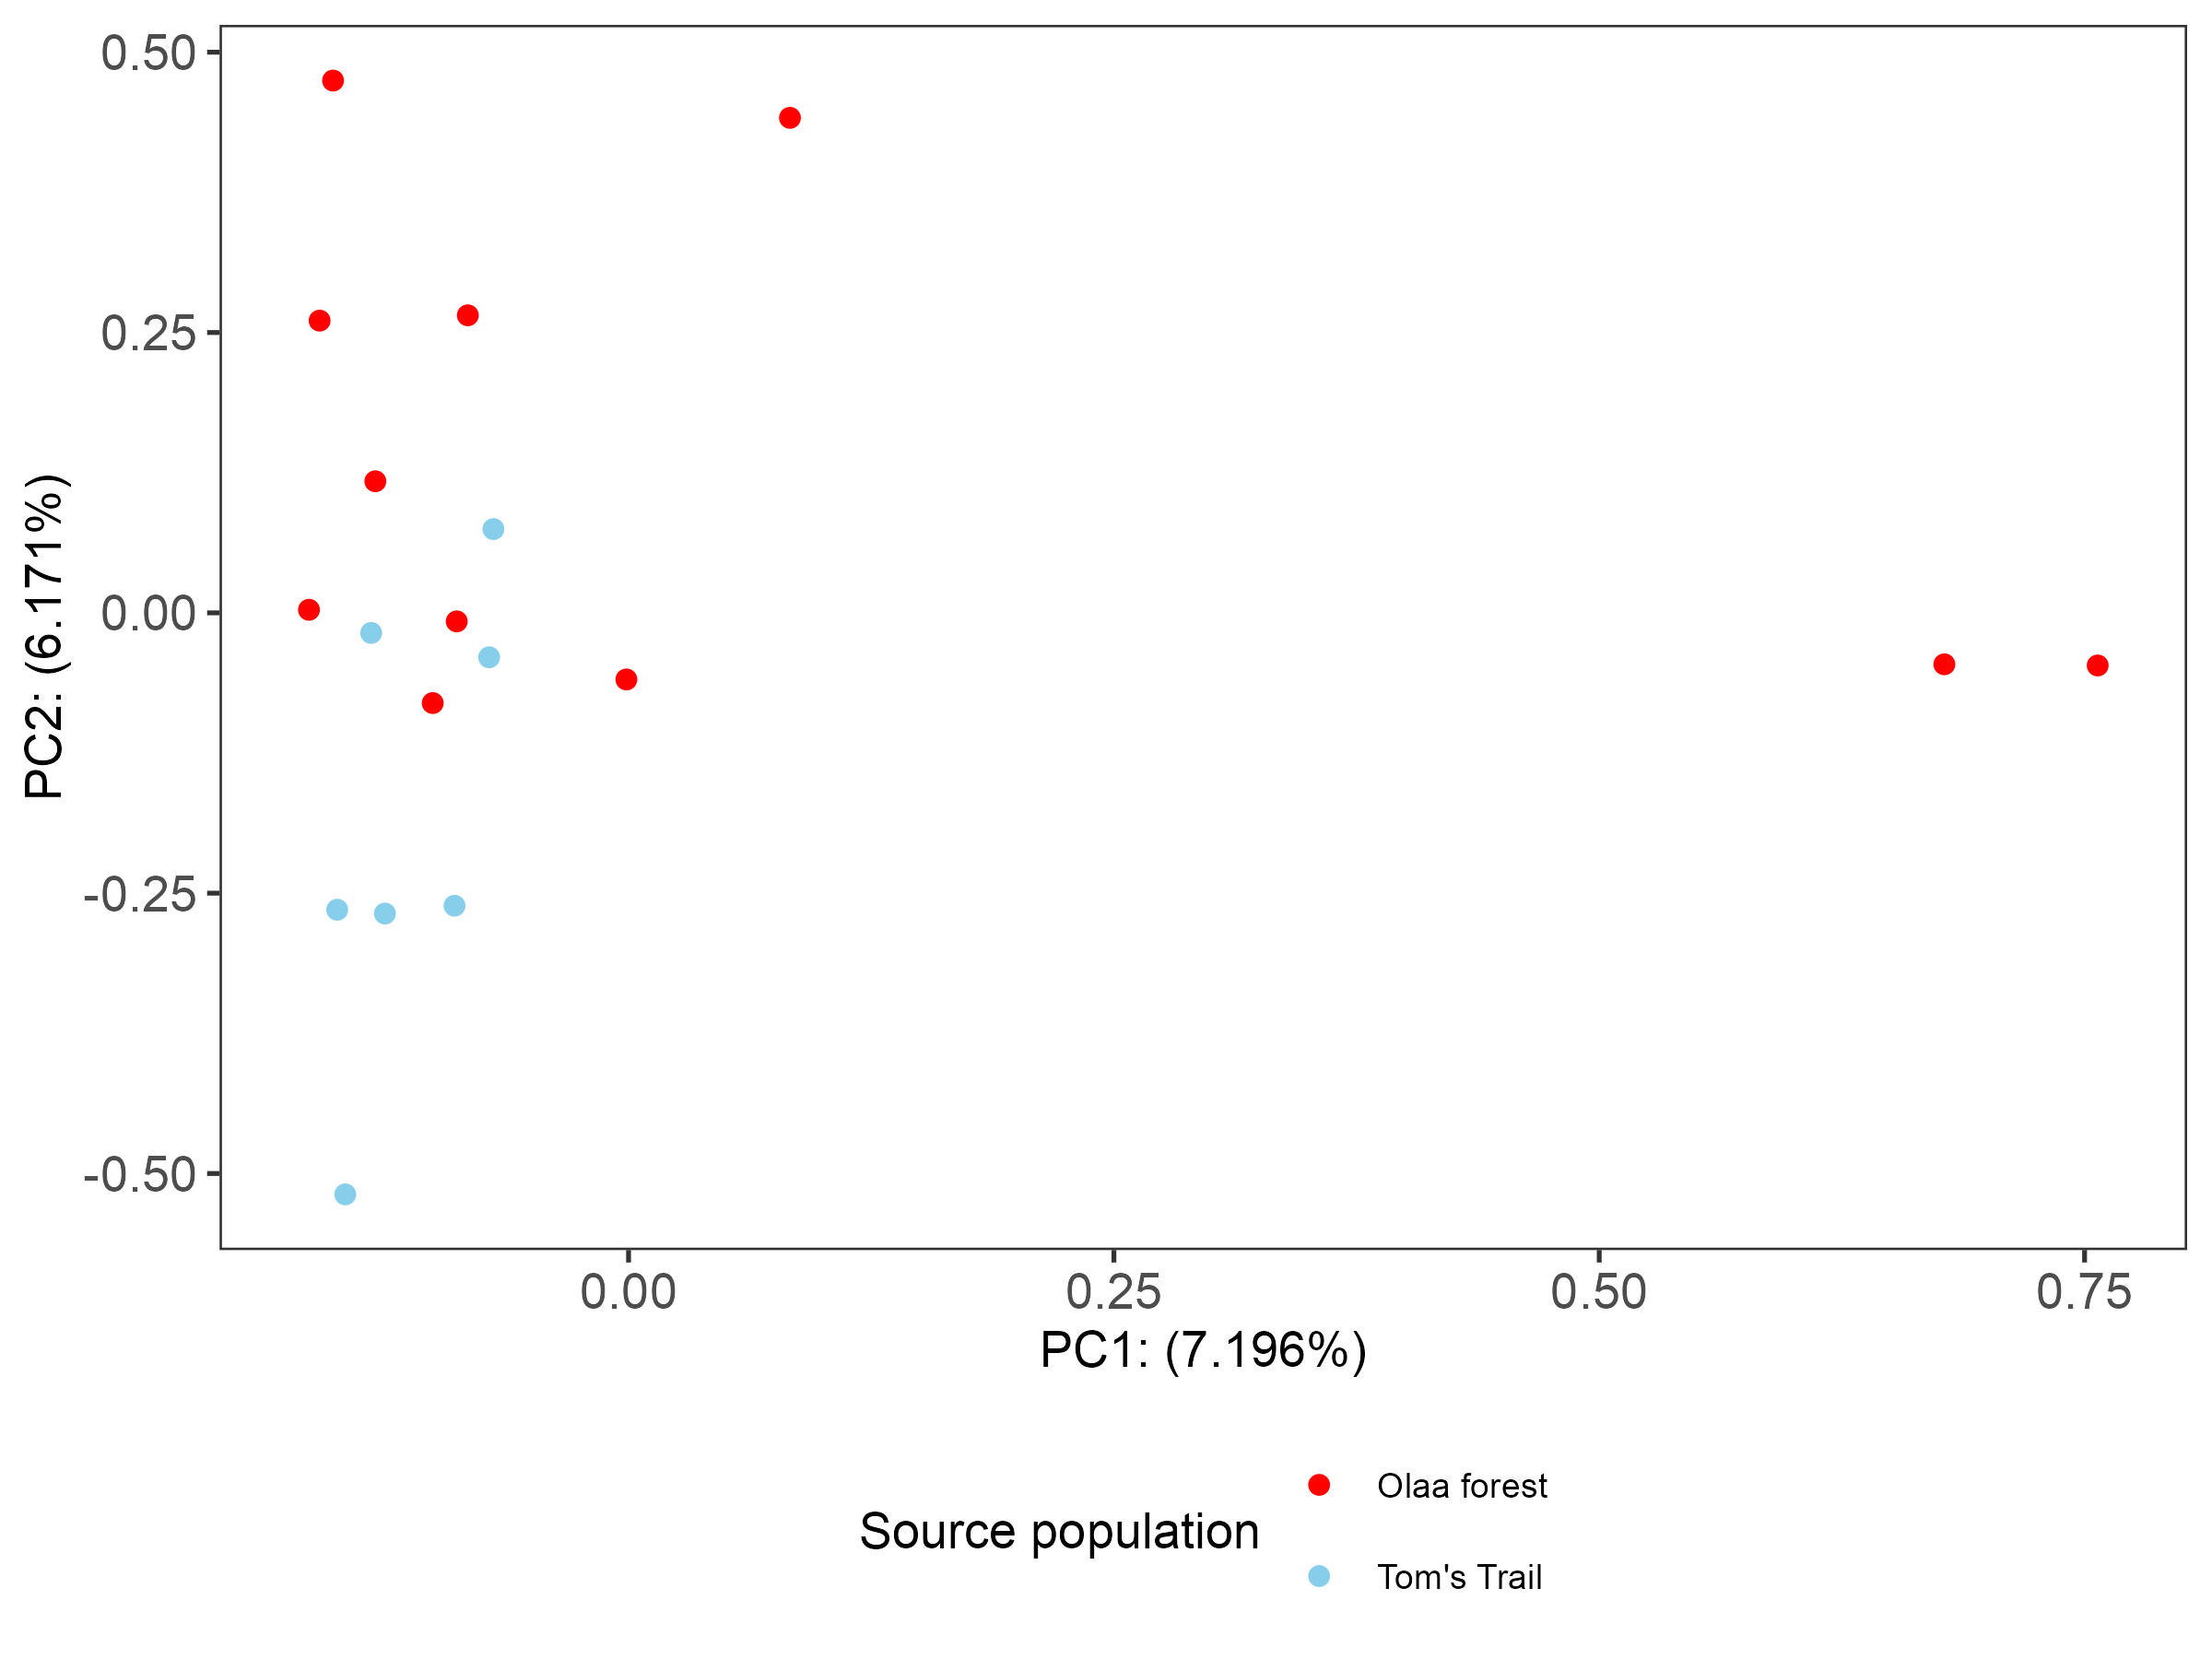 0.50
0.25
0.00
-0.25
-0.50
PC2: (6.171%)
0.00 0.25 0.50 0.75
PC1: (7.196%)
Source population
Olaa forest
Tom's Trail